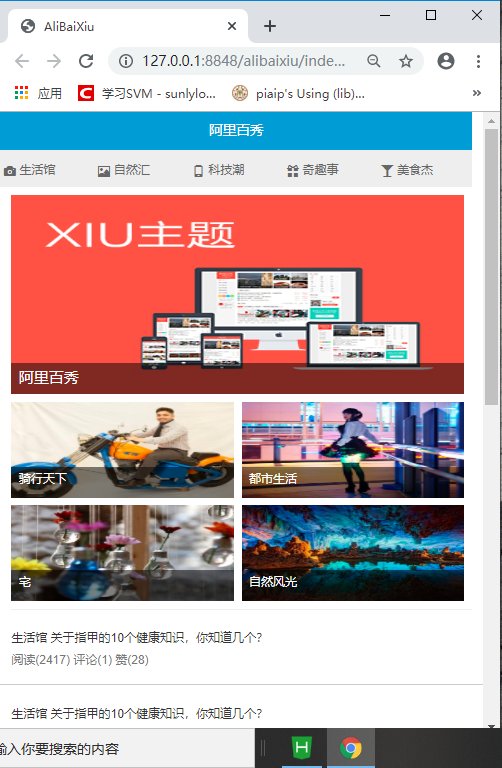 AliBaiXiu
127.0.0.1:8848/alibaixiu/inde...
应用 学习SVM - sunlylo... piaip's Using (lib)...
阿里百秀
生活馆 自然汇 科技潮 奇趣事 美食杰
XIU主题
阿里百秀
骑行天下 都市生活
宅 自然风光
生活馆 关于指甲的10个健康知识，你知道几个?
阅读(2417) 评论(1) 赞(28)
生活馆 关于指甲的10个健康知识，你知道几个?
输入你要搜索的内容